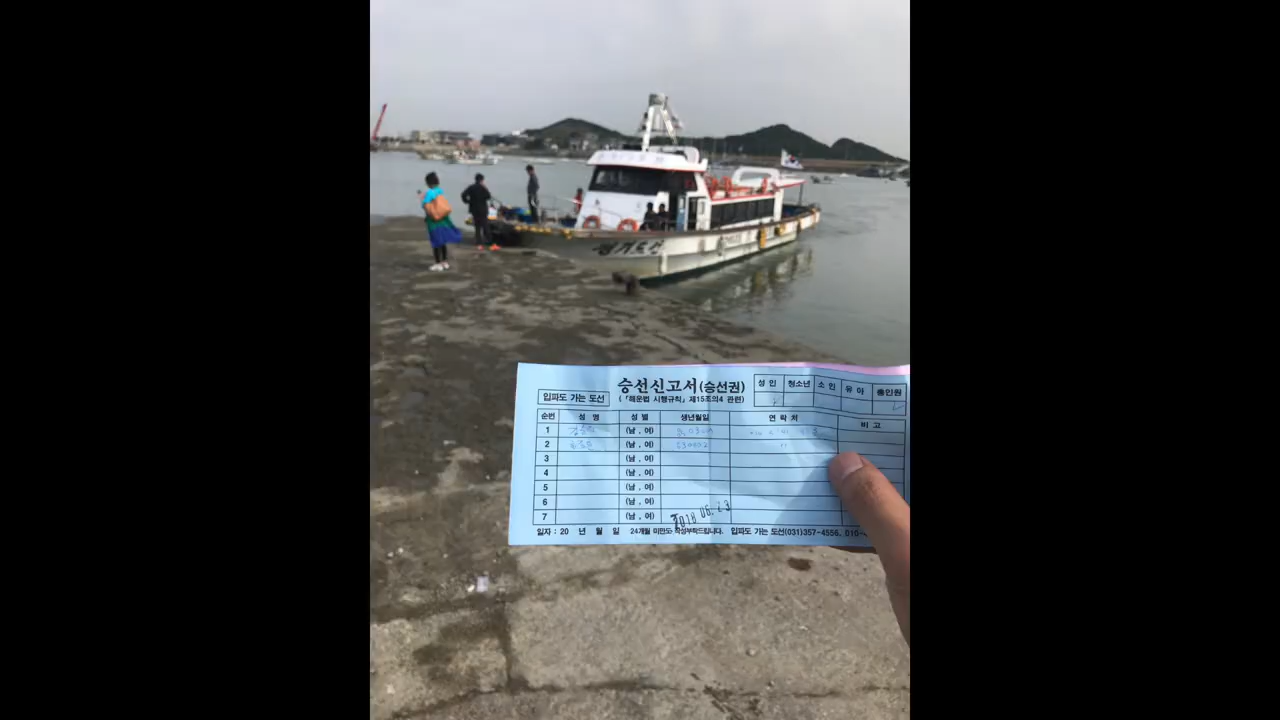 경기도선
승선신고서(승선권)
입파도 가는 도선
(「해운법 시행규칙」 제15조의4 관련)
성 인 청소년 소 인 유 아 총인원
순번 성 명 성 별 생년월일 연 락 처 비 고
1 (남 , 여)
2 (남 , 여)
3 (남 , 여)
4 (남 , 여)
5 (남 , 여)
6 (남 , 여)
7 (남 , 여)
2018 06. 23
일자 : 20 년 월 일 24개월 미만도 작성부탁드립니다. 입파도 가는 도선(031)357-4556, 010-